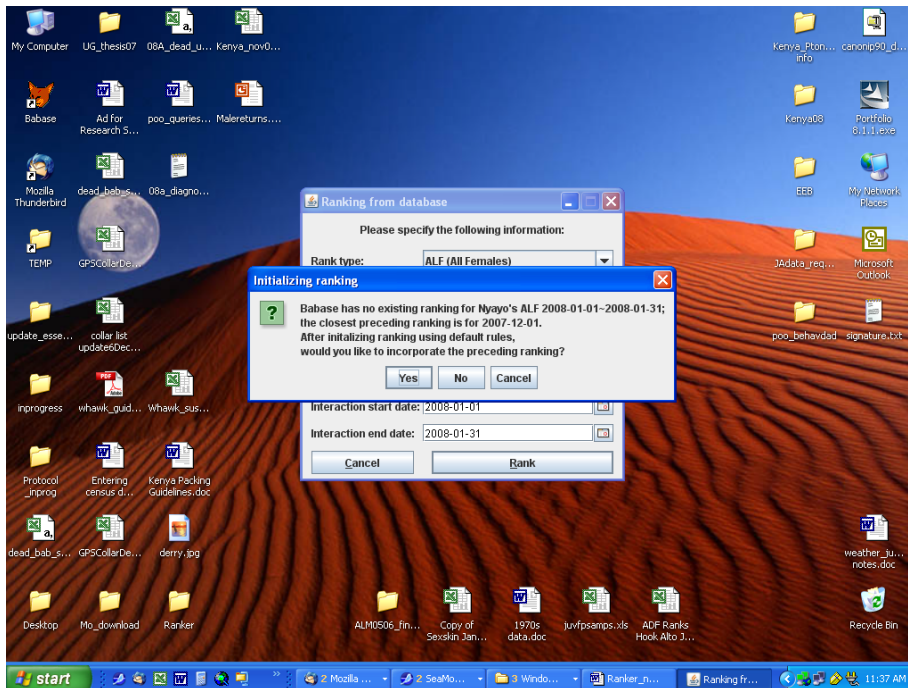 My Computer
UG_thesis07
08A_dead_u...
Kenya_nov0...
Kenya_Pton...
info
canonip90_d...
Babase
Ad for
Research S...
poo_queries...
Malereturns....
Kenya08
Portfolio
8.1.1.exe
Mozilla
Thunderbird
dead_bab_s...
08a_diagno...
EEB
My Network
Places
TEMP
GPSCollarDe...
JAdata_req...
Microsoft
Outlook
Ranking from database
Please specify the following information:
Rank type:
ALF (All Females)
Initializing ranking
Babase has no existing ranking for Nyayo's ALF 2008-01-01~2008-01-31;
the closest preceding ranking is for 2007-12-01.
After initalizing ranking using default rules,
would you like to incorporate the preceding ranking?
Yes
No
Cancel
update_esse...
collar list
update6Dec...
poo_behavdad
signature.txt
inprogress
whawk_guid...
Whawk_sus...
Interaction start date:
2008-01-01
Interaction end date:
2008-01-31
Cancel
Rank
Protocol
_inprog
Entering
census d...
Kenya Packing
Guidelines.doc
dead_bab_s...
GPSCollarDe...
derry.jpg
weather_ju...
notes.doc
Desktop
Mo_download
Ranker
ALM0506_fin...
Copy of
Sexskin Jan...
1970s
data.doc
juvfpsamps.xls
ADF Ranks
Hook Alto J...
Recycle Bin
start
2 Mozilla ...
2 SeaMo...
3 Windo...
Ranker_n...
Ranking fr...
11:37 AM